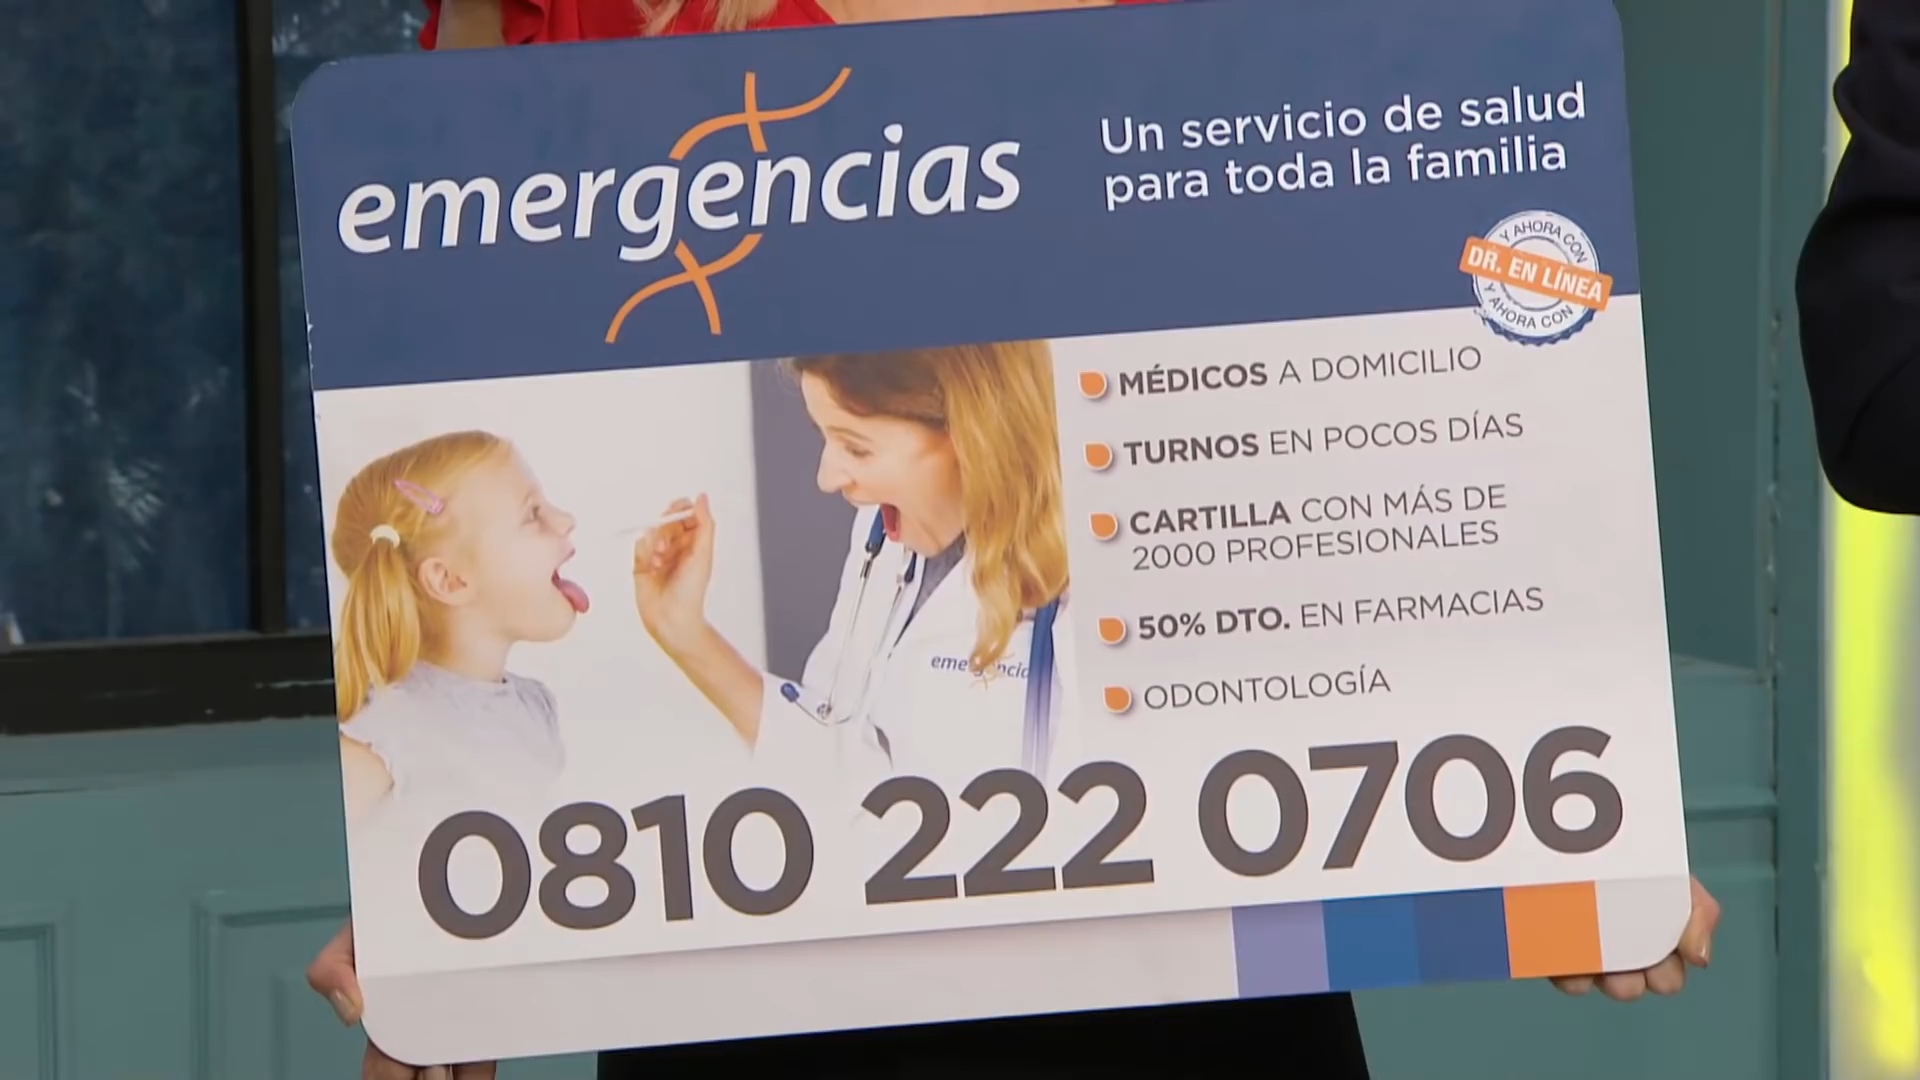 emergencias
Un servicio de salud
para toda la familia
Y AHORA CON
DR. EN LÍNEA
Y AHORA CON
MÉDICOS A DOMICILIO
TURNOS EN POCOS DÍAS
CARTILLA CON MÁS DE
2000 PROFESIONALES
50% DTO. EN FARMACIAS
ODONTOLOGÍA
emergencia
0810 222 0706